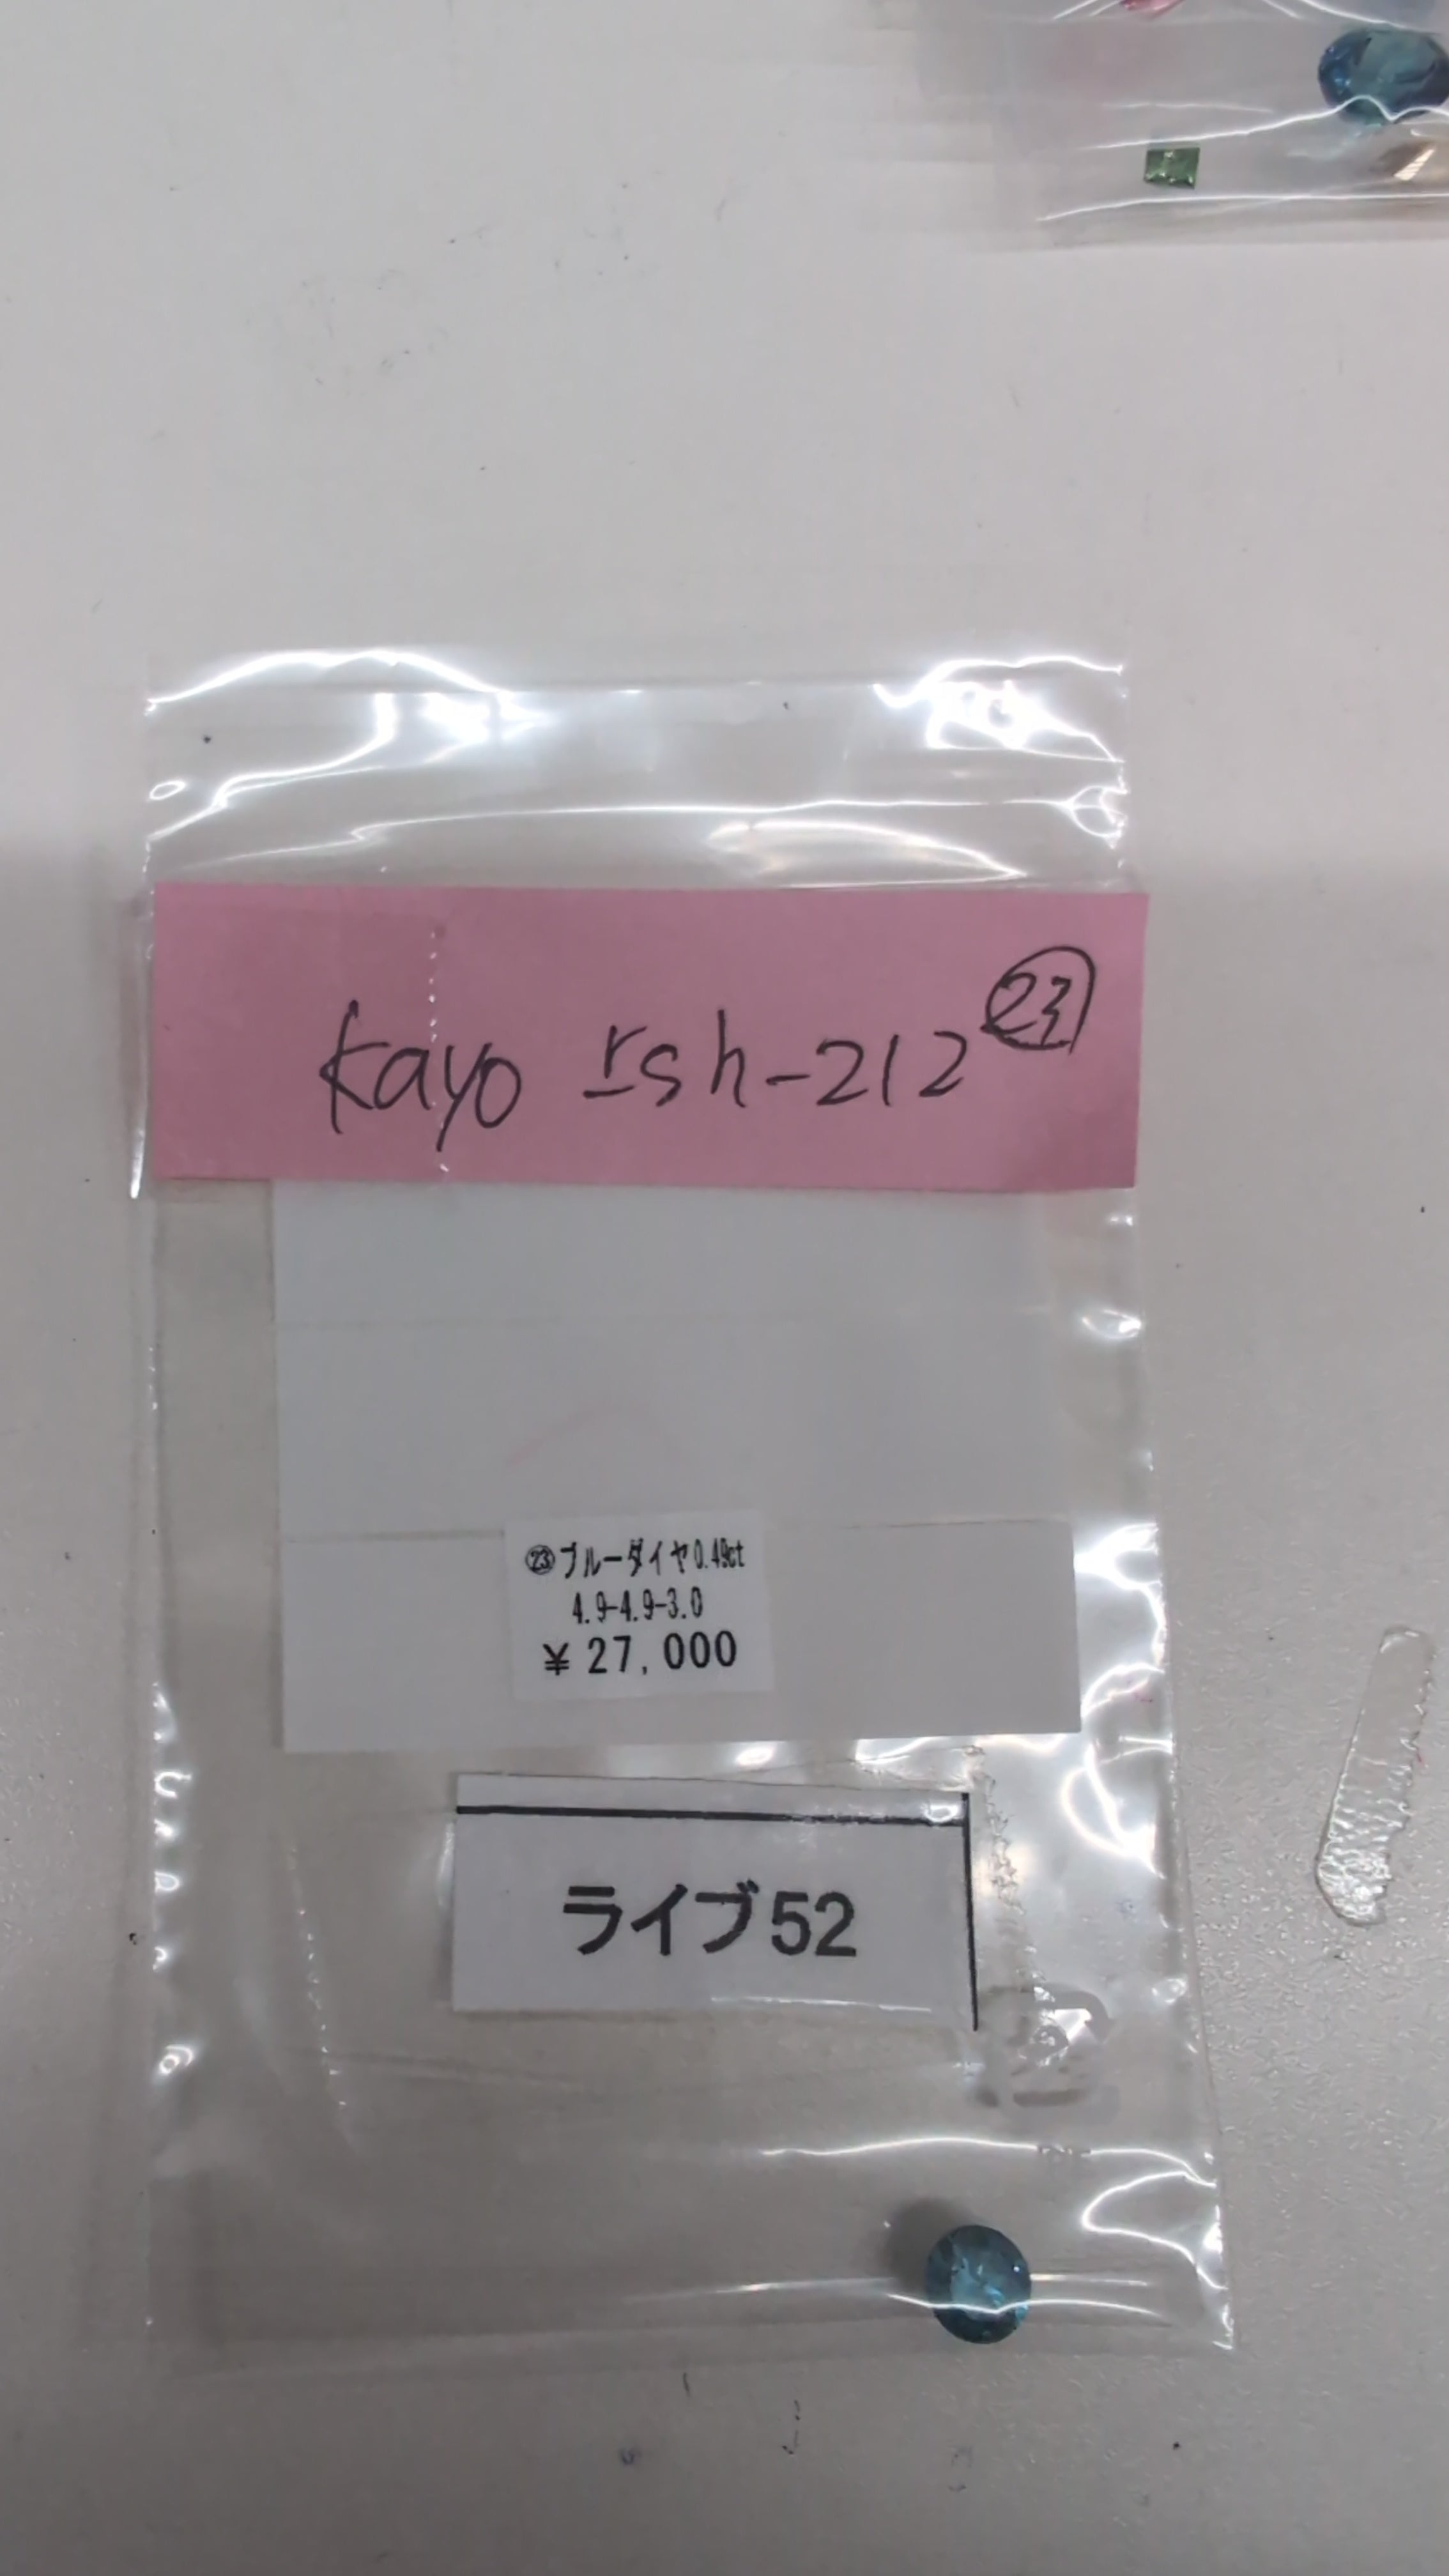 kayo rsh-212 ㉓
㉓ブルーダイヤ0.49ct
4.9-4.9-3.0
¥ 27,000
ライブ52